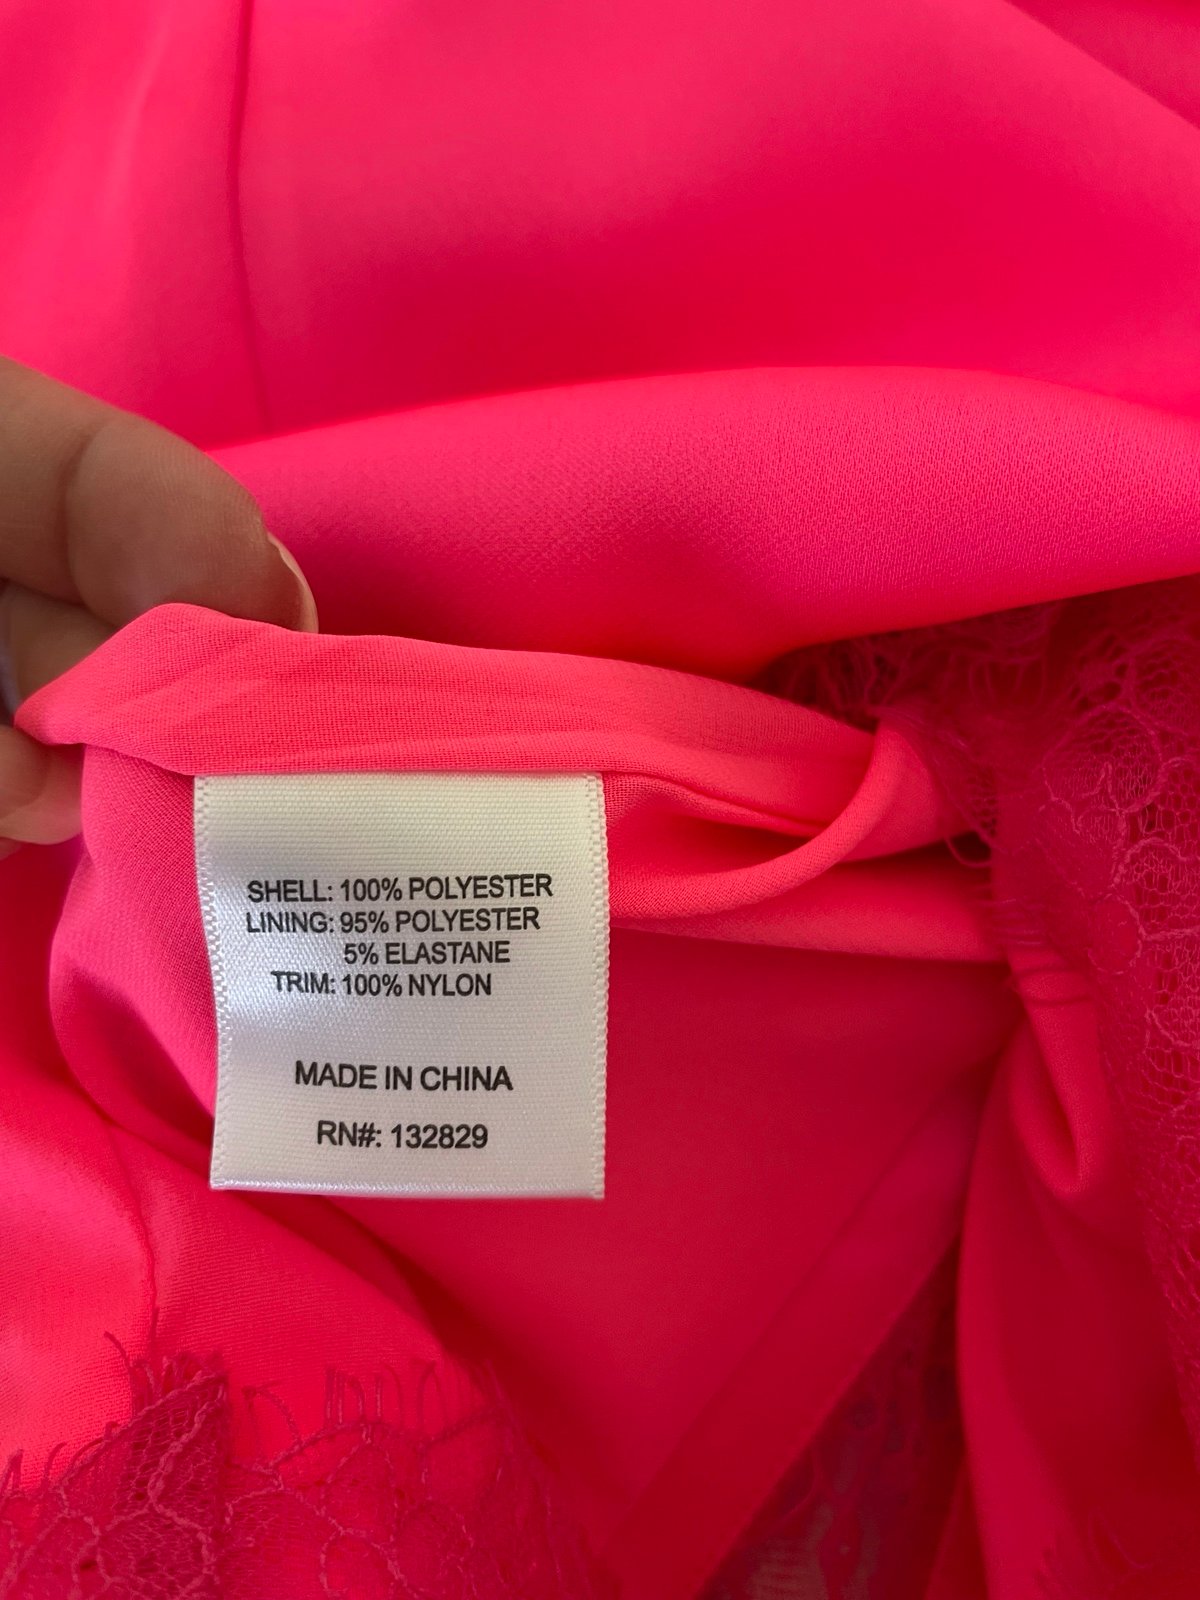 SHELL: 100% POLYESTER
LINING: 95% POLYESTER
5% ELASTANE
TRIM: 100% NYLON
MADE IN CHINA
RN#: 132829